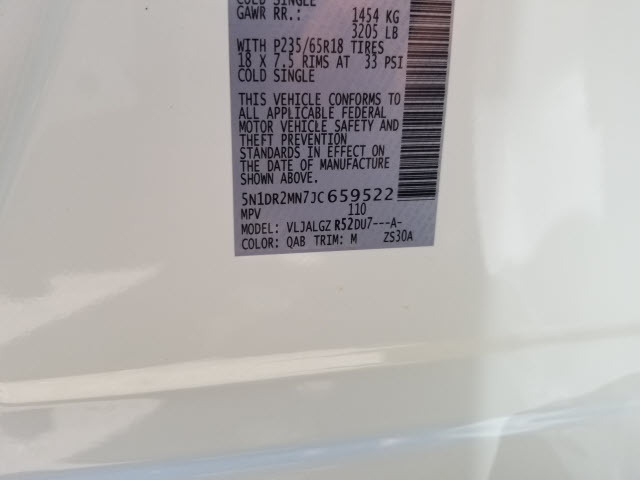 COLD SINGLE
GAWR RR.: 1454 KG
3205 LB
WITH P235/65R18 TIRES
18 X 7.5 RIMS AT 33 PSI
COLD SINGLE
THIS VEHICLE CONFORMS TO
ALL APPLICABLE FEDERAL
MOTOR VEHICLE SAFETY AND
THEFT PREVENTION
STANDARDS IN EFFECT ON
THE DATE OF MANUFACTURE
SHOWN ABOVE.
5N1DR2MN7JC659522
MPV 110
MODEL: VLJALGZ R52DU7---A-
COLOR: QAB TRIM: M ZS30A